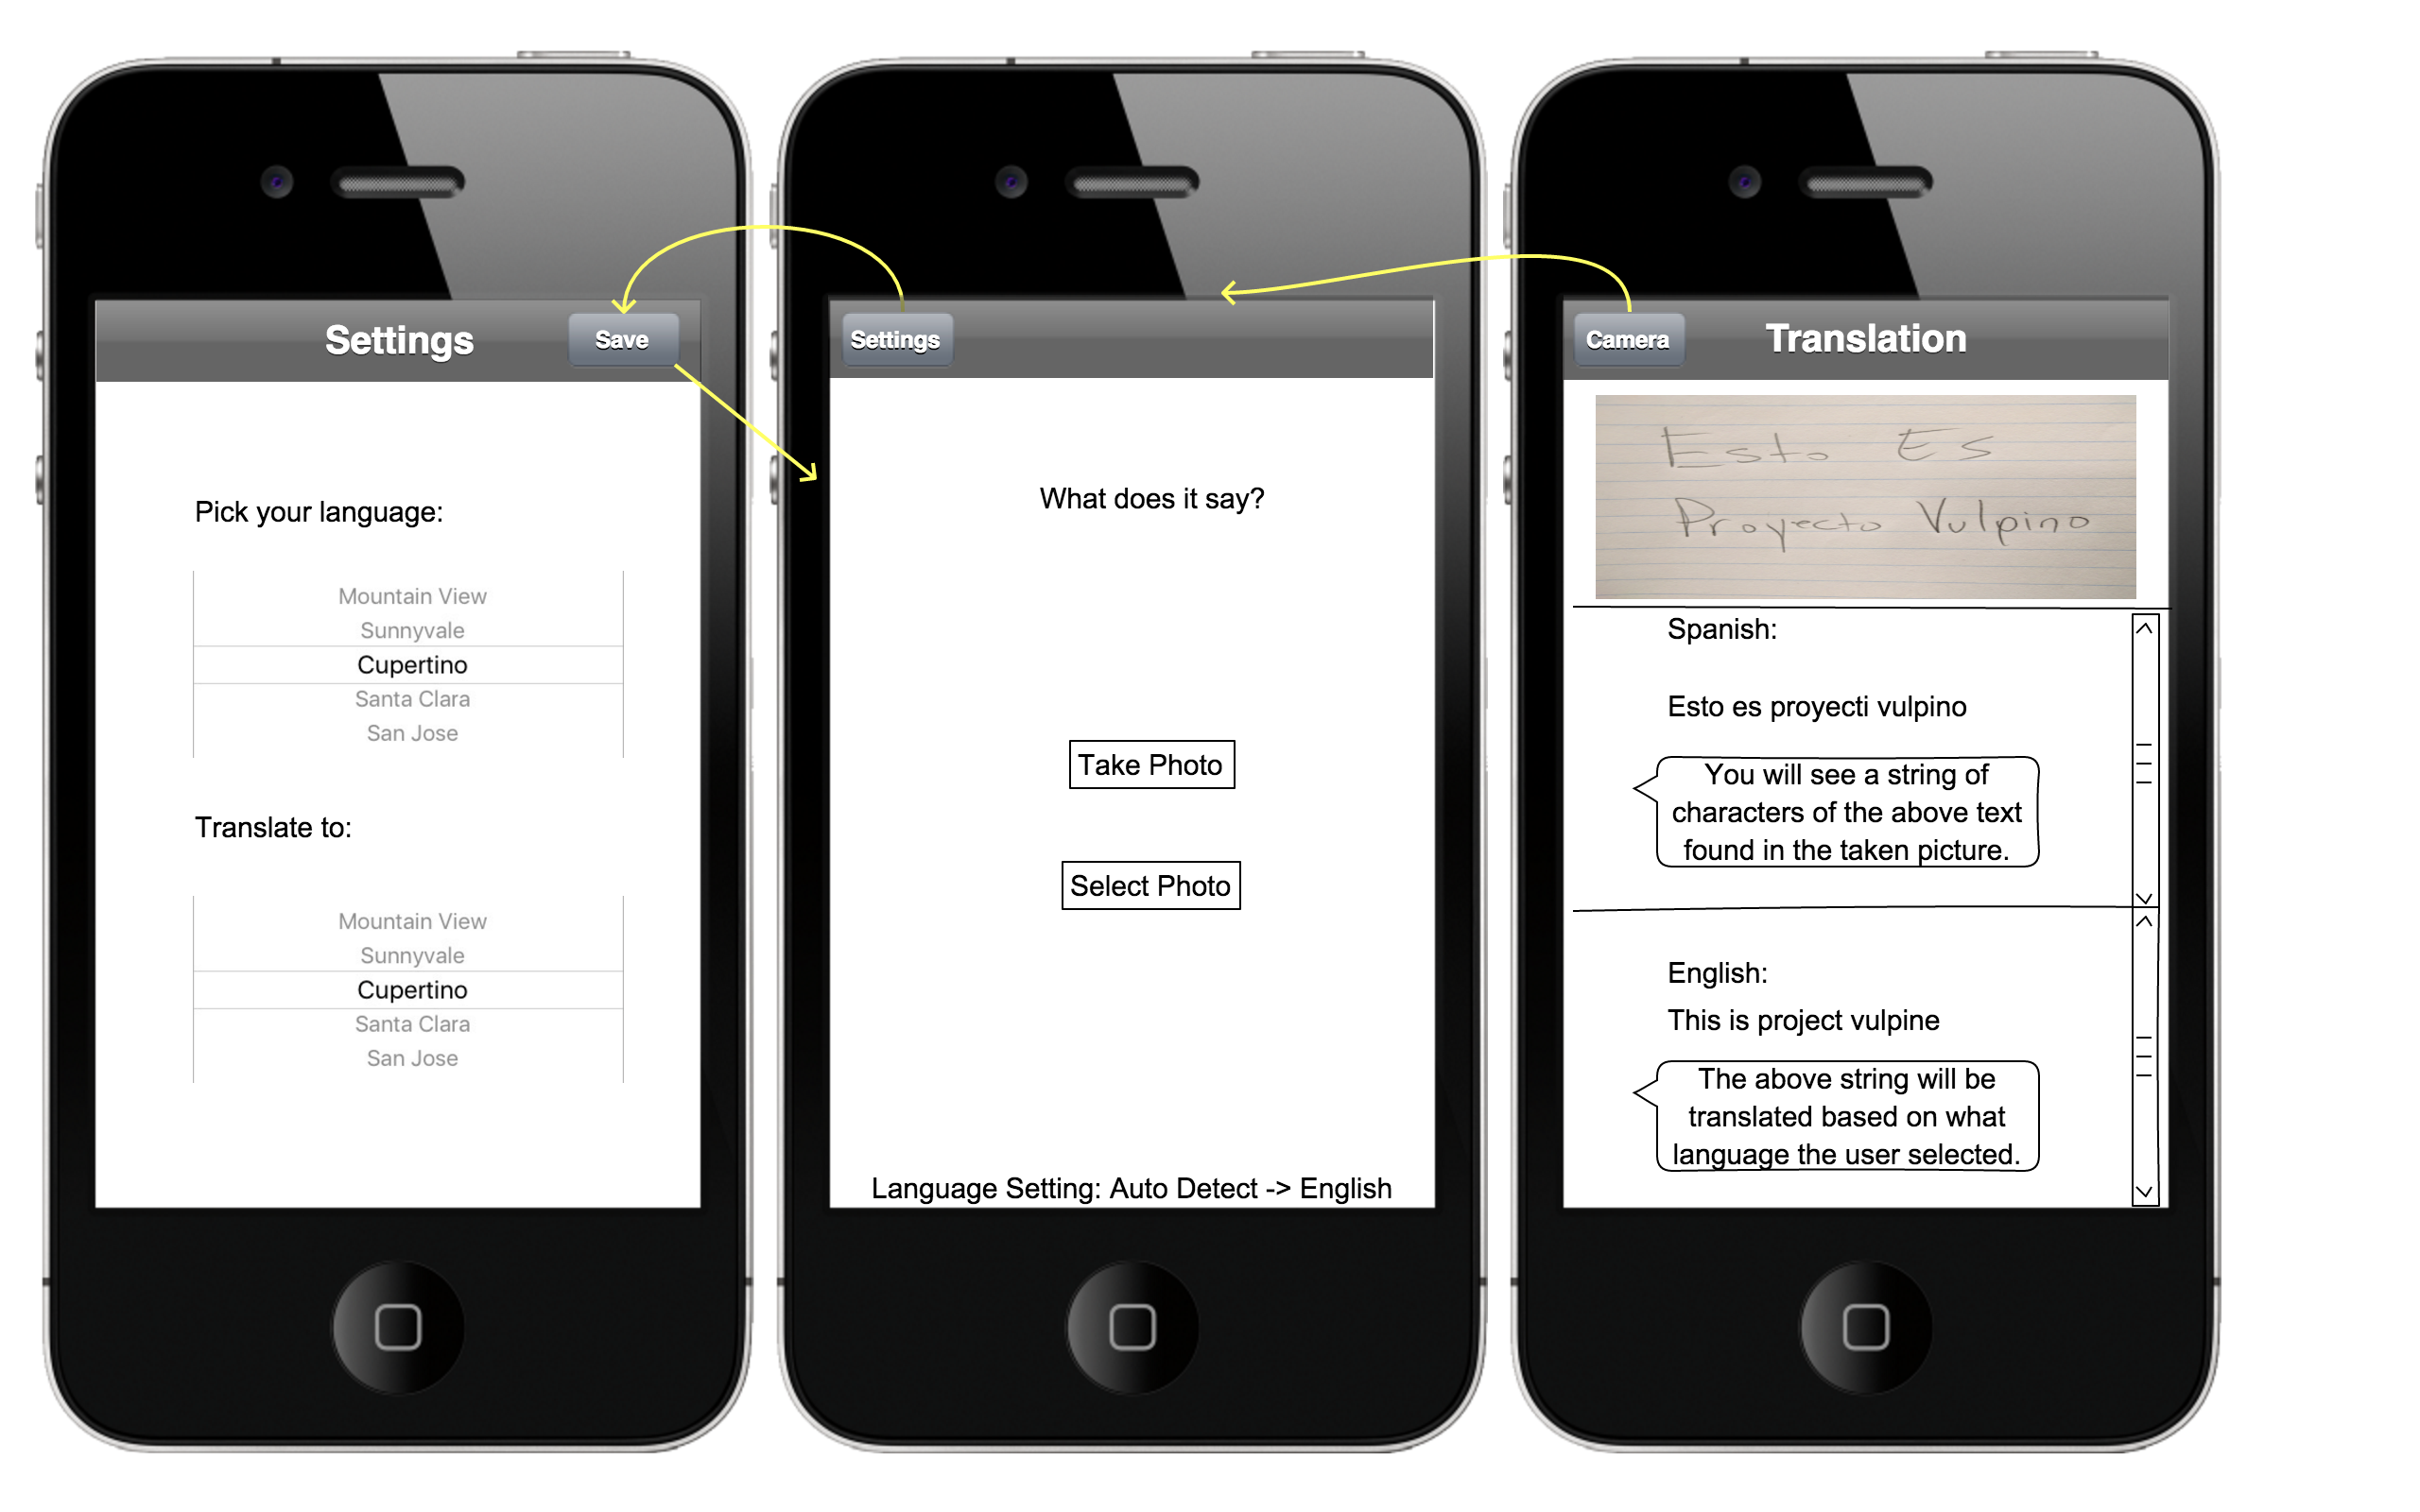 Settings
Save
Pick your language:
Mountain View
Sunnyvale
Cupertino
Santa Clara
San Jose
Translate to:
Mountain View
Sunnyvale
Cupertino
Santa Clara
San Jose
Settings
What does it say?
Take Photo
Select Photo
Language Setting: Auto Detect -> English
Camera
Translation
Esto Es
Proyecto Vulpino
Spanish:
Esto es proyecti vulpino
You will see a string of
characters of the above text
found in the taken picture.
English:
This is project vulpine
The above string will be
translated based on what
language the user selected.